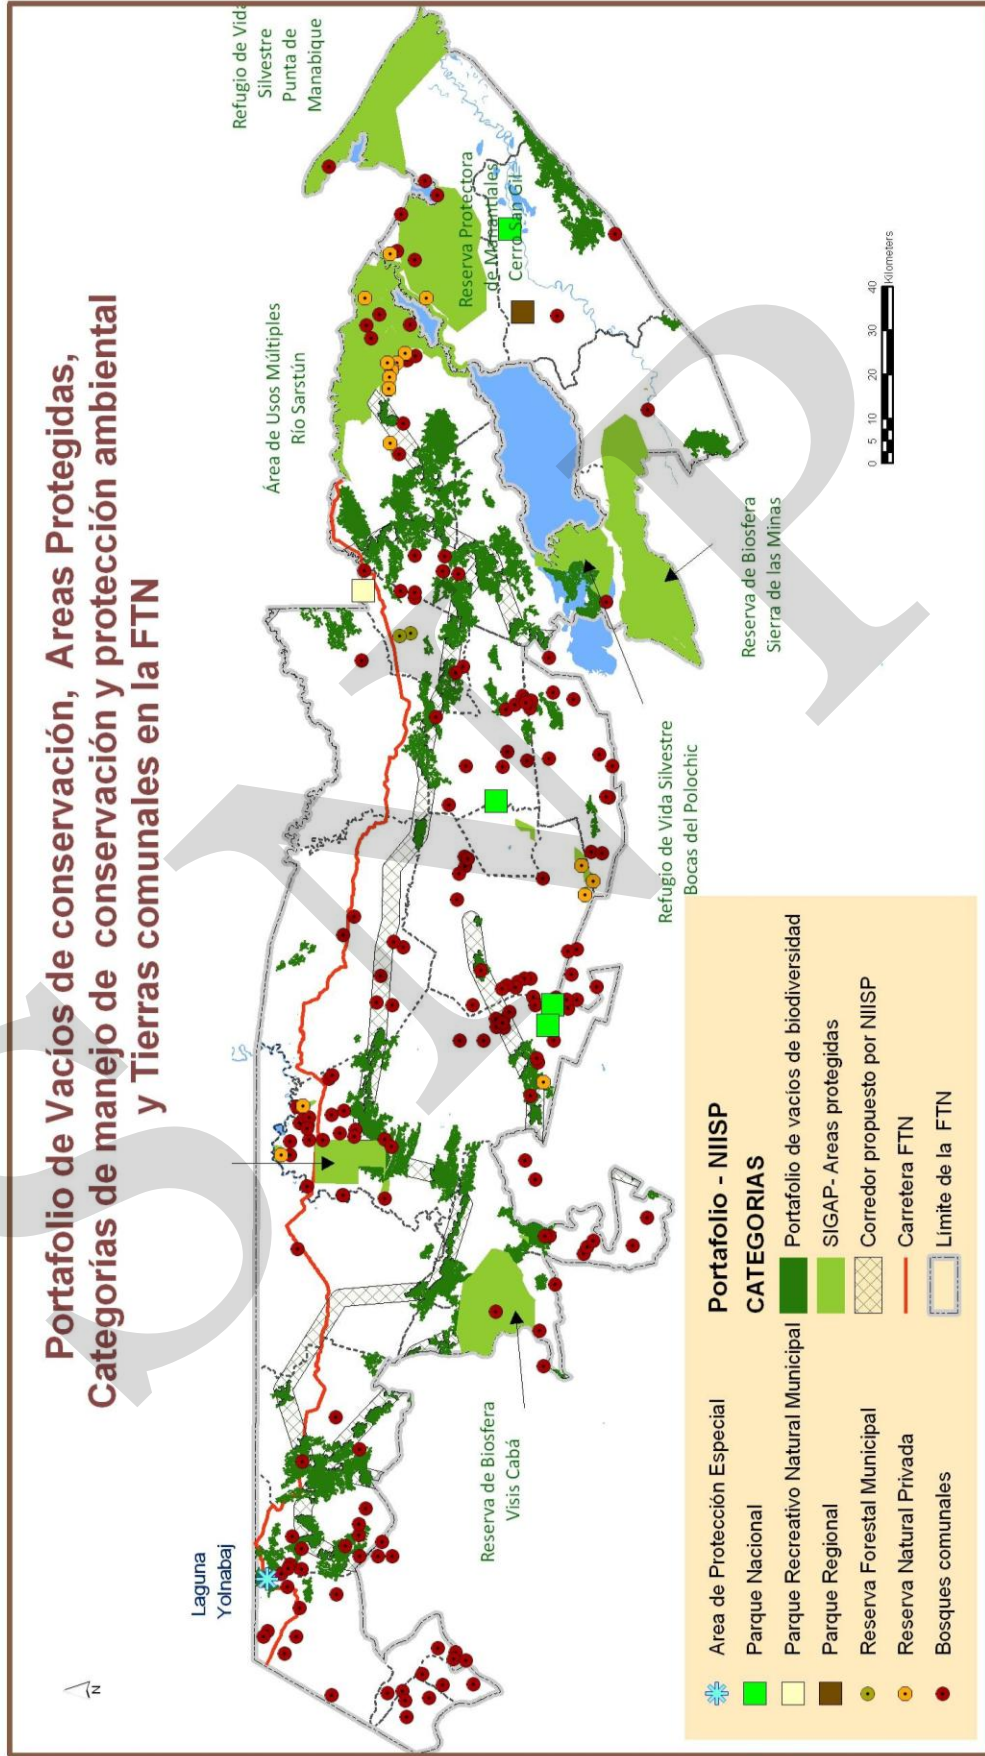 Portafolio de Vacíos de conservación, Areas Protegidas,
Categorías de manejo de conservación y protección ambiental
y Tierras comunales en la FTN
N
Laguna
Yolnabaj
Área de Usos Múltiples
Río Sarstún
Refugio de Vida
Silvestre
Punta de
Manabique
Reserva Protectora
de Manantiales
Cerro San Gil
Reserva de Biosfera
Visis Cabá
Refugio de Vida Silvestre
Bocas del Polochic
Reserva de Biosfera
Sierra de las Minas
0 5 10 20 30 40
Kilometers
Portafolio - NIISP
CATEGORIAS
Area de Protección Especial
Parque Nacional
Parque Recreativo Natural Municipal
Parque Regional
Reserva Forestal Municipal
Reserva Natural Privada
Bosques comunales
Portafolio de vacíos de biodiversidad
SIGAP- Areas protegidas
Corredor propuesto por NIISP
Carretera FTN
Limite de la FTN